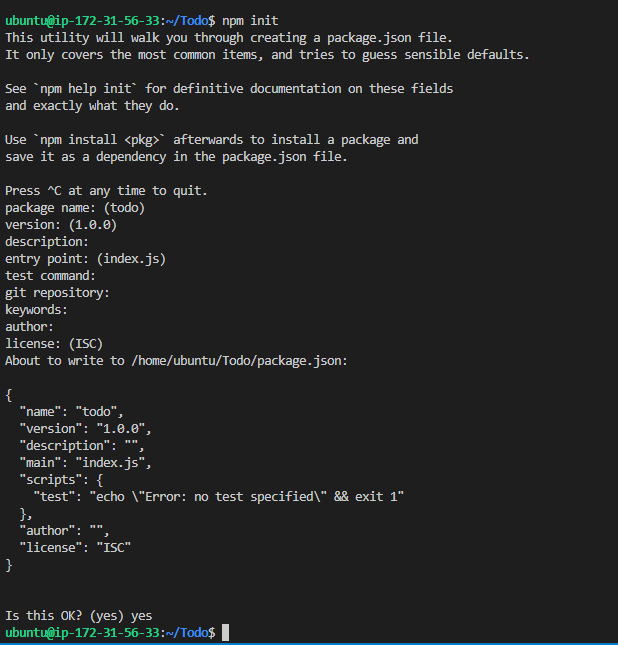 ubuntu@ip-172-31-56-33:~/Todo$ npm init
This utility will walk you through creating a package.json file.
It only covers the most common items, and tries to guess sensible defaults.

See `npm help init` for definitive documentation on these fields
and exactly what they do.

Use `npm install <pkg>` afterwards to install a package and
save it as a dependency in the package.json file.

Press ^C at any time to quit.
package name: (todo)
version: (1.0.0)
description:
entry point: (index.js)
test command:
git repository:
keywords:
author:
license: (ISC)
About to write to /home/ubuntu/Todo/package.json:

{
  "name": "todo",
  "version": "1.0.0",
  "description": "",
  "main": "index.js",
  "scripts": {
    "test": "echo \"Error: no test specified\" && exit 1"
  },
  "author": "",
  "license": "ISC"
}


Is this OK? (yes) yes
ubuntu@ip-172-31-56-33:~/Todo$